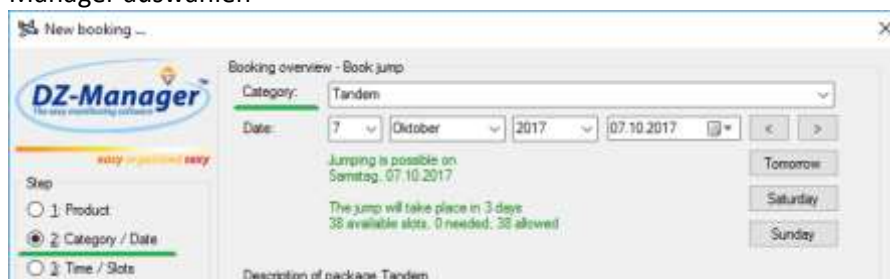 Manager auswählen
New booking ...
DZ-Manager
Booking overview - Book jump
Category: Tandem
Date: 7 Oktober 2017 07.10.2017 < >
Jumping is possible on
Samstag, 07.10.2017
Tomorrow
The jump will take place in 3 days
38 available slots, 0 needed, 38 allowed
Saturday
Sunday
Step
1: Product
2: Category / Date
3: Time / Slots
Description of package Tandem